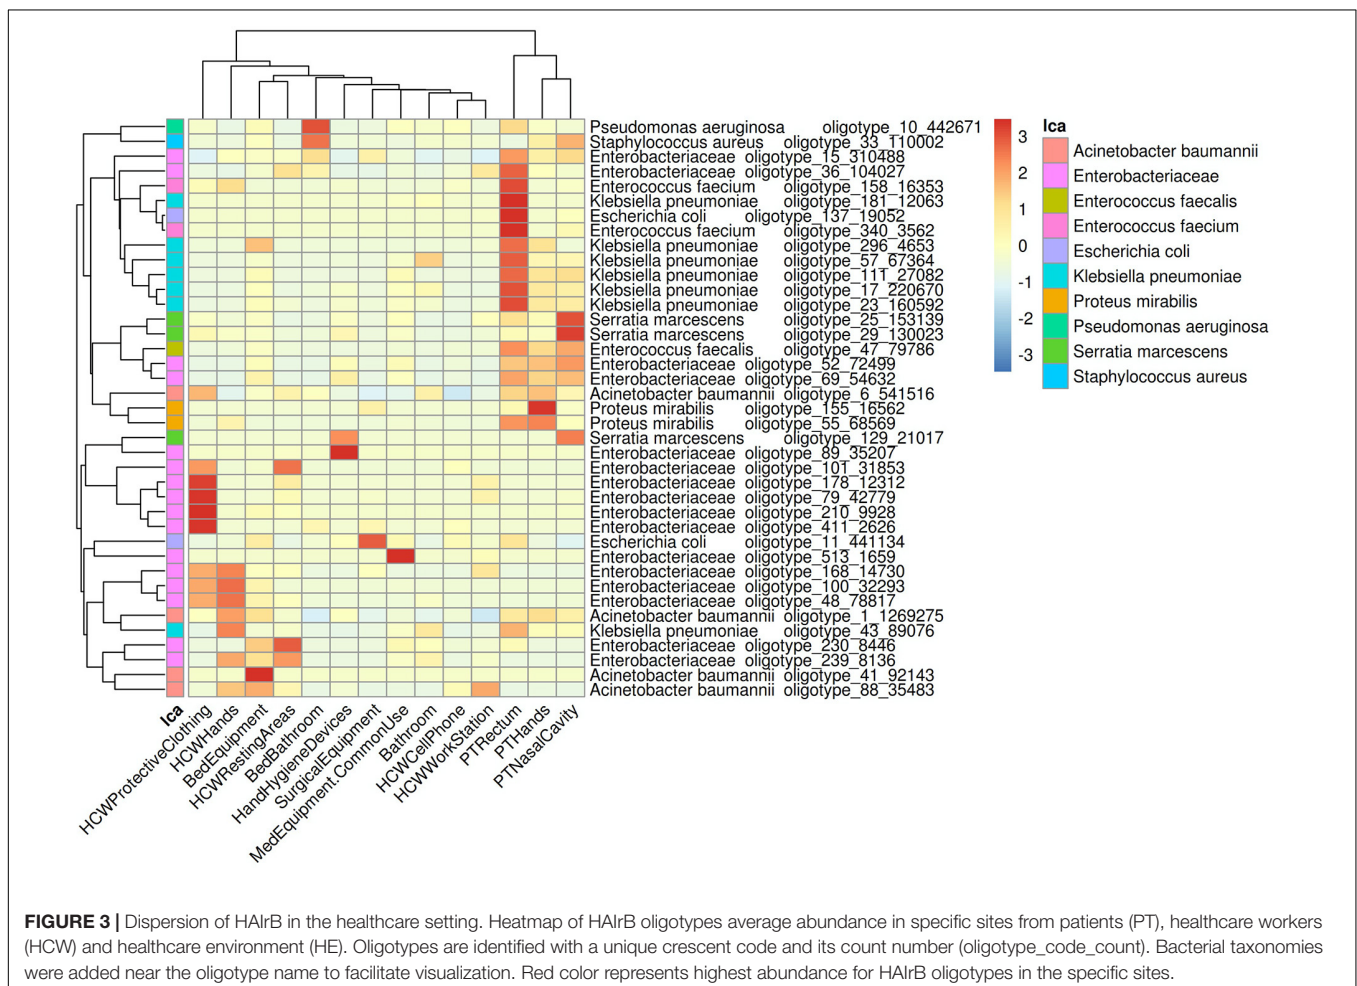 Pseudomonas aeruginosa oligotype_10_442671
Staphylococcus aureus oligotype_33_110002
Enterobacteriaceae oligotype_15_310488
Enterobacteriaceae oligotype_36_104027
Enterococcus faecium oligotype_158_16353
Klebsiella pneumoniae oligotype_181_12063
Escherichia coli oligotype_137_19052
Enterococcus faecium oligotype_340_3562
Klebsiella pneumoniae oligotype_296_4653
Klebsiella pneumoniae oligotype_57_67364
Klebsiella pneumoniae oligotype_111_27082
Klebsiella pneumoniae oligotype_17_220670
Klebsiella pneumoniae oligotype_23_160592
Serratia marcescens oligotype_25_153139
Serratia marcescens oligotype_29_130023
Enterococcus faecalis oligotype_47_79786
Enterobacteriaceae oligotype_52_72499
Enterobacteriaceae oligotype_69_54632
Acinetobacter baumannii oligotype_6_541516
Proteus mirabilis oligotype_155_16562
Proteus mirabilis oligotype_55_68569
Serratia marcescens oligotype_129_21017
Enterobacteriaceae oligotype_89_35207
Enterobacteriaceae oligotype_101_31853
Enterobacteriaceae oligotype_178_12312
Enterobacteriaceae oligotype_79_42779
Enterobacteriaceae oligotype_210_9928
Enterobacteriaceae oligotype_411_2626
Escherichia coli oligotype_11_441134
Enterobacteriaceae oligotype_513_1659
Enterobacteriaceae oligotype_168_14730
Enterobacteriaceae oligotype_100_32293
Enterobacteriaceae oligotype_48_78817
Acinetobacter baumannii oligotype_1_1269275
Klebsiella pneumoniae oligotype_43_89076
Enterobacteriaceae oligotype_230_8446
Enterobacteriaceae oligotype_239_8136
Acinetobacter baumannii oligotype_41_92143
Acinetobacter baumannii oligotype_88_35483
3
2
1
0
-1
-2
-3
Ica
Acinetobacter baumannii
Enterobacteriaceae
Enterococcus faecalis
Enterococcus faecium
Escherichia coli
Klebsiella pneumoniae
Proteus mirabilis
Pseudomonas aeruginosa
Serratia marcescens
Staphylococcus aureus
Ica
HCWProtectiveClothing
HCWHands
BedEquipment
HCWRestingAreas
BedBathroom
HandHygieneDevices
SurgicalEquipment
MedEquipment.CommonUse
Bathroom
HCWCellPhone
HCWWorkStation
PTRectum
PTHands
PTNasalCavity
FIGURE 3 | Dispersion of HAIrB in the healthcare setting. Heatmap of HAIrB oligotypes average abundance in specific sites from patients (PT), healthcare workers
(HCW) and healthcare environment (HE). Oligotypes are identified with a unique crescent code and its count number (oligotype_code_count). Bacterial taxonomies
were added near the oligotype name to facilitate visualization. Red color represents highest abundance for HAIrB oligotypes in the specific sites.